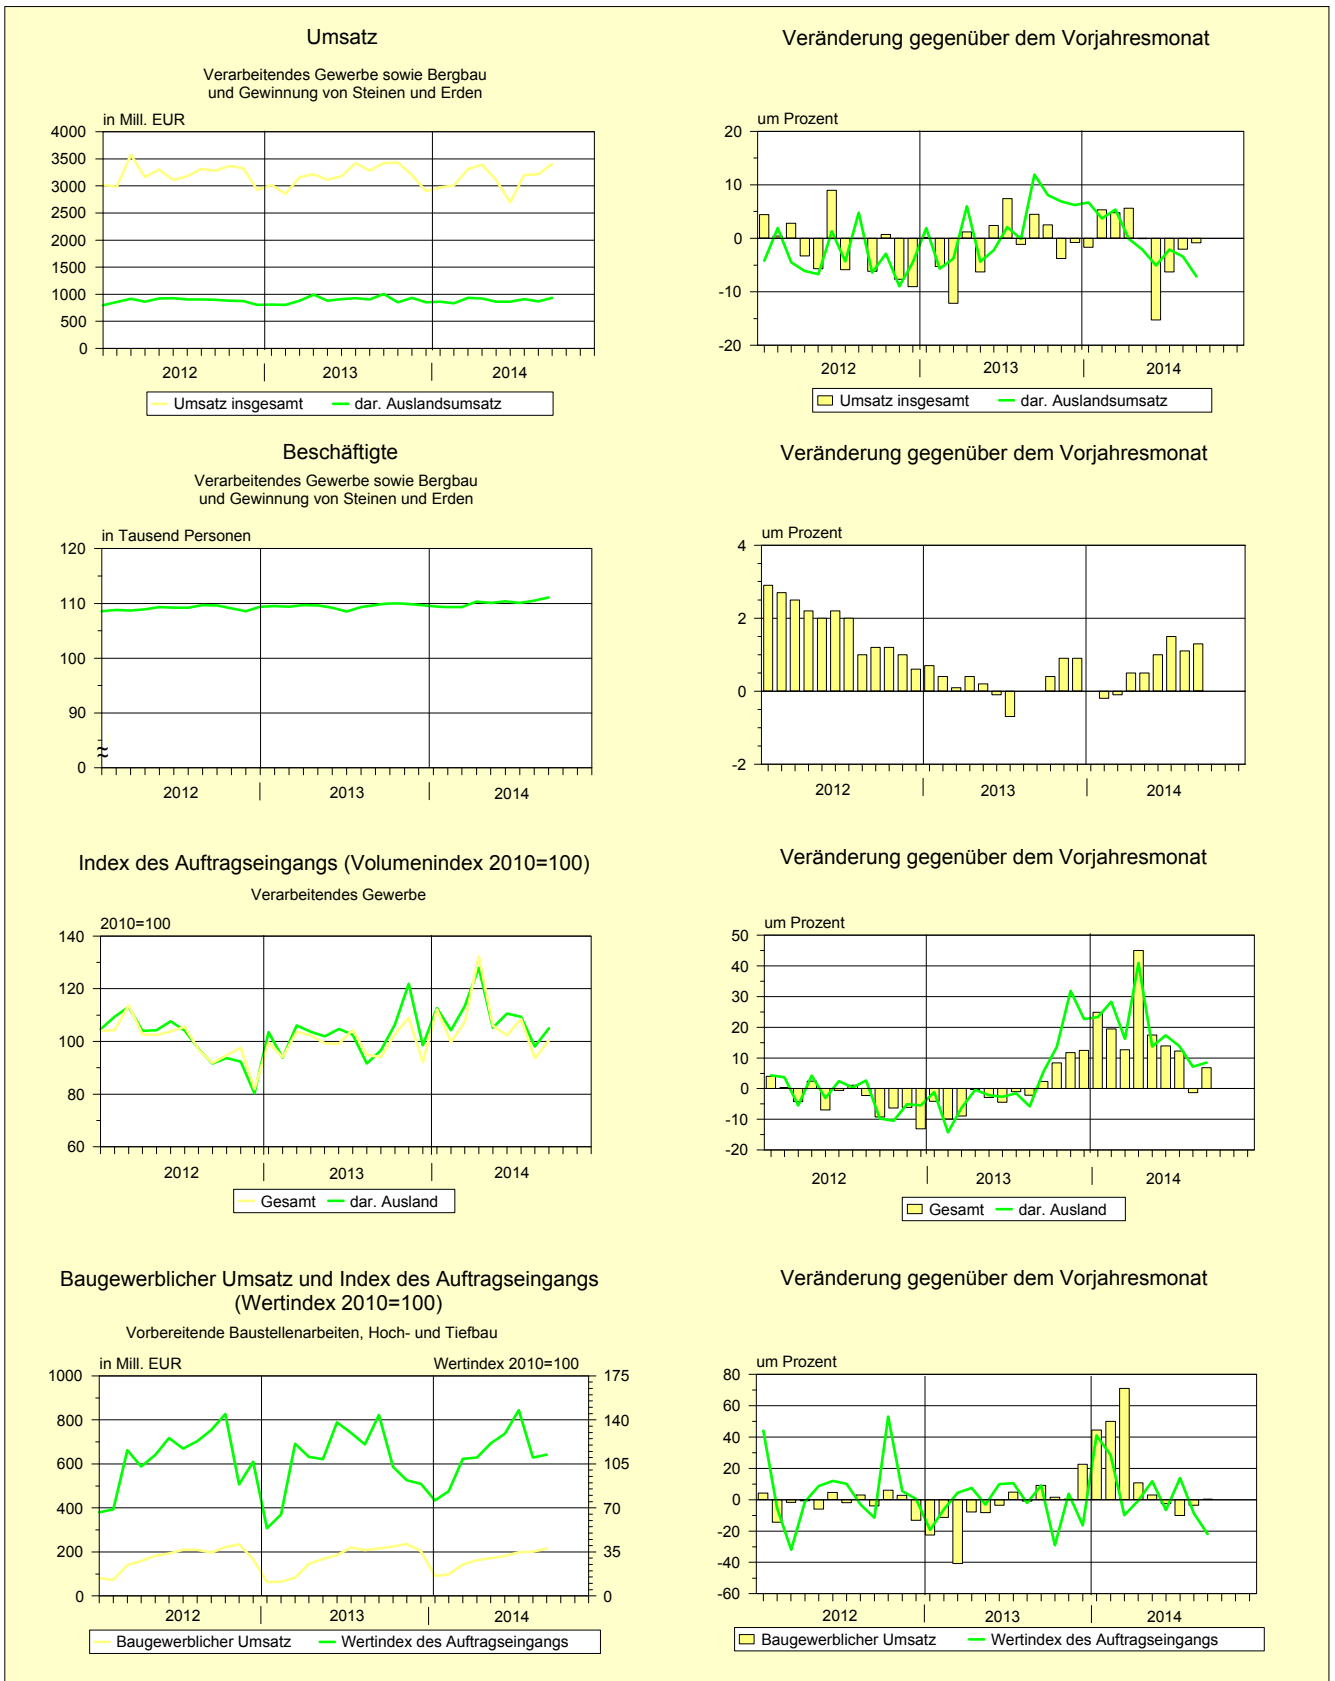 Umsatz
Verarbeitendes Gewerbe sowie Bergbau
und Gewinnung von Steinen und Erden
in Mill. EUR
4000
3500
3000
2500
2000
1500
1000
500
0
2012
2013
2014
Umsatz insgesamt
dar. Auslandsumsatz
Veränderung gegenüber dem Vorjahresmonat
um Prozent
20
10
0
-10
-20
2012
2013
2014
Umsatz insgesamt
dar. Auslandsumsatz
Beschäftigte
Verarbeitendes Gewerbe sowie Bergbau
und Gewinnung von Steinen und Erden
in Tausend Personen
120
110
100
90
≈
0
2012
2013
2014
Veränderung gegenüber dem Vorjahresmonat
um Prozent
4
2
0
-2
2012
2013
2014
Index des Auftragseingangs (Volumenindex 2010=100)
Verarbeitendes Gewerbe
2010=100
140
120
100
80
60
2012
2013
2014
Gesamt
dar. Ausland
Veränderung gegenüber dem Vorjahresmonat
um Prozent
50
40
30
20
10
0
-10
-20
2012
2013
2014
Gesamt
dar. Ausland
Baugewerblicher Umsatz und Index des Auftragseingangs
(Wertindex 2010=100)
Vorbereitende Baustellenarbeiten, Hoch- und Tiefbau
in Mill. EUR
Wertindex 2010=100
1000
800
600
400
200
0
175
140
105
70
35
0
2012
2013
2014
Baugewerblicher Umsatz
Wertindex des Auftragseingangs
Veränderung gegenüber dem Vorjahresmonat
um Prozent
80
60
40
20
0
-20
-40
-60
2012
2013
2014
Baugewerblicher Umsatz
Wertindex des Auftragseingangs